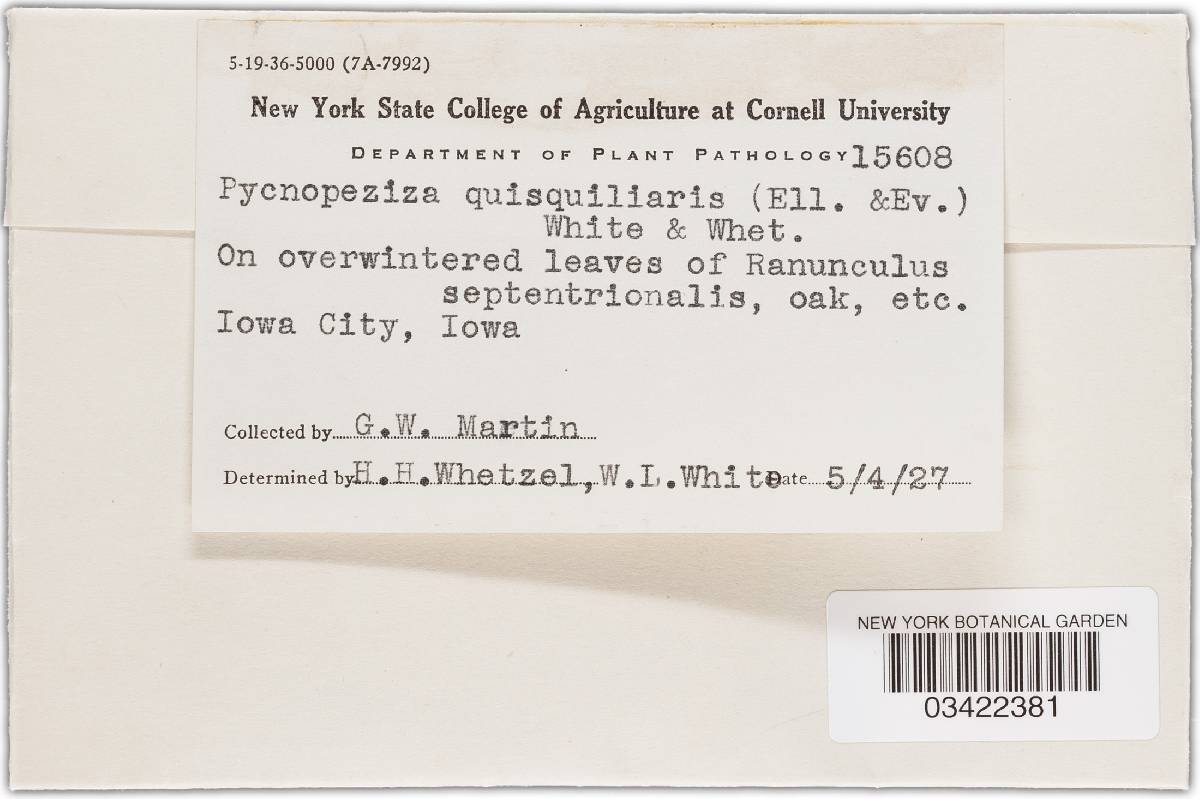 5-19-36-5000 (7A-7992)
New York State College of Agriculture at Cornell University
DEPARTMENT OF PLANT PATHOLOGY 15608
Pycnopeziza quisquiliaris (Ell. &Ev.)
White & Whet.
On overwintered leaves of Ranunculus
septentrionalis, oak, etc.
Iowa City, Iowa
Collected by G.W. Martin
Determined by H.H.Whetzel,W.L.White Date 5/4/27
NEW YORK BOTANICAL GARDEN
03422381